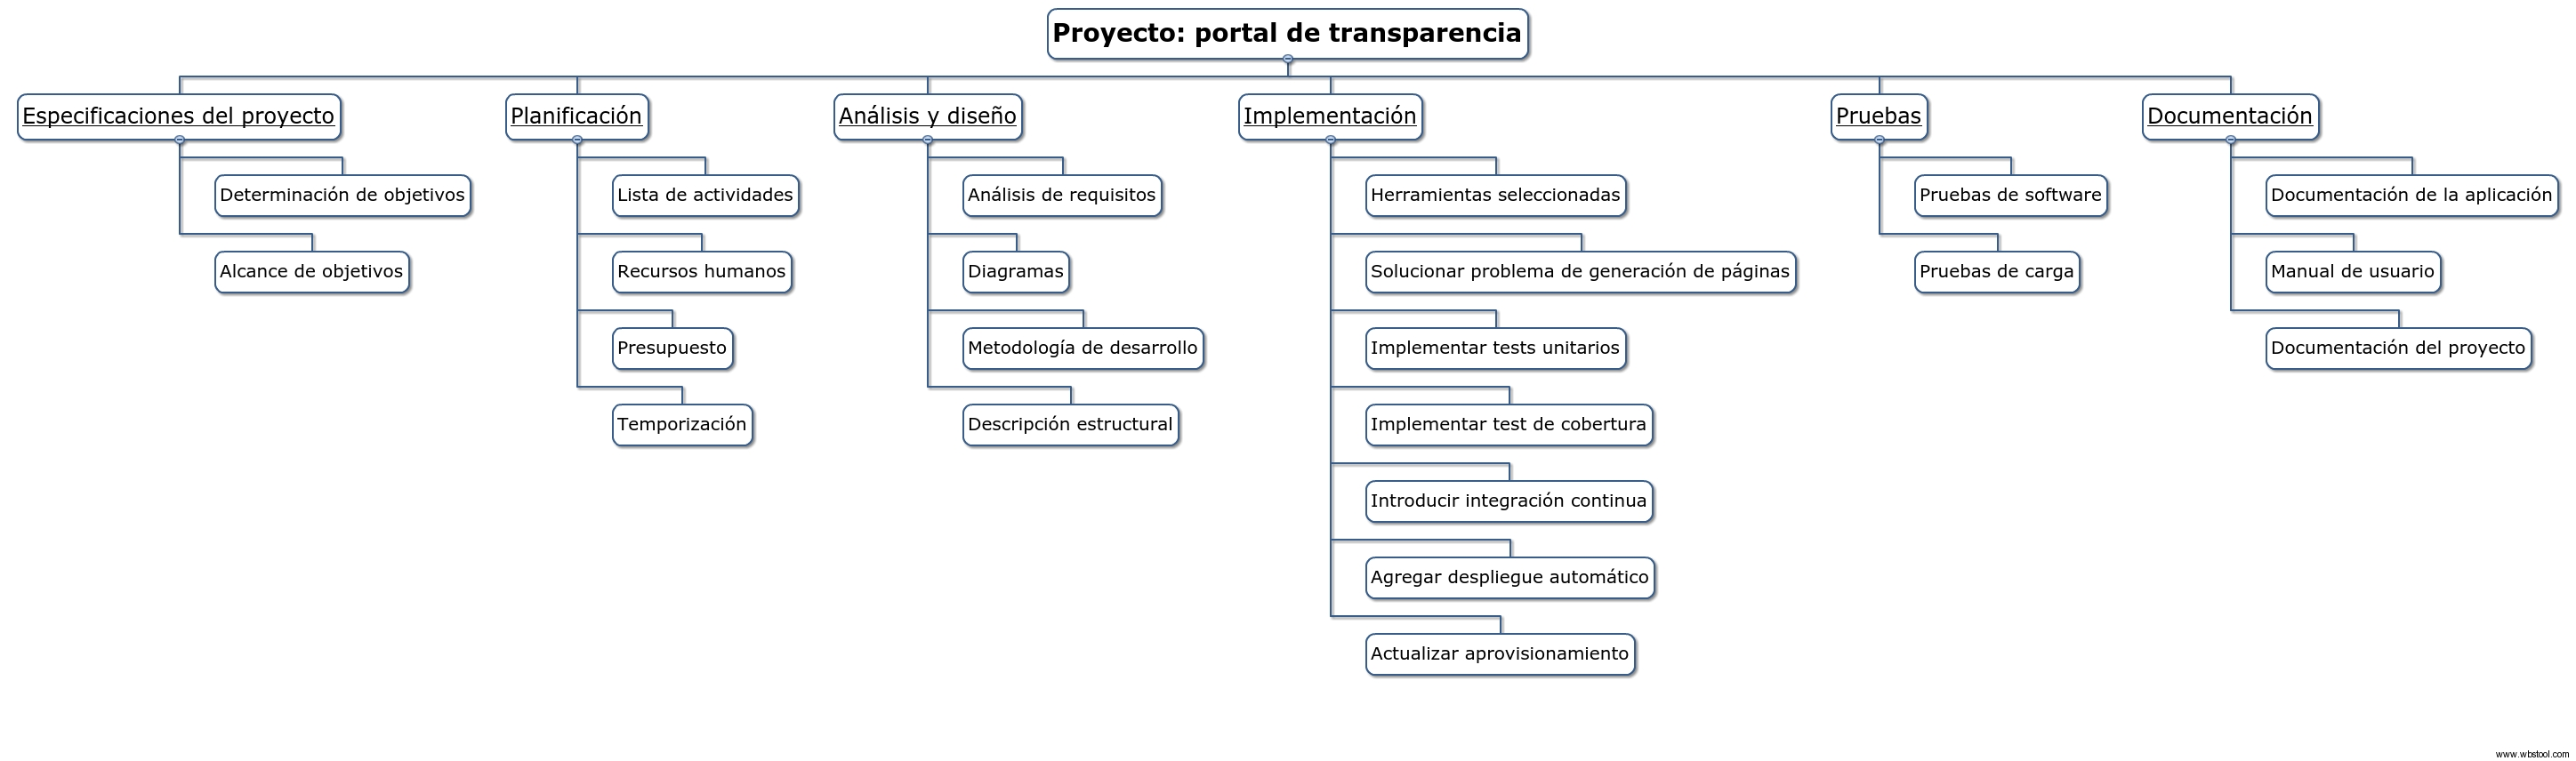 Proyecto: portal de transparencia
Especificaciones del proyecto
Determinación de objetivos
Alcance de objetivos
Planificación
Lista de actividades
Recursos humanos
Presupuesto
Temporización
Análisis y diseño
Análisis de requisitos
Diagramas
Metodología de desarrollo
Descripción estructural
Implementación
Herramientas seleccionadas
Solucionar problema de generación de páginas
Implementar tests unitarios
Implementar test de cobertura
Introducir integración continua
Agregar despliegue automático
Actualizar aprovisionamiento
Pruebas
Pruebas de software
Pruebas de carga
Documentación
Documentación de la aplicación
Manual de usuario
Documentación del proyecto
www.wbstool.com